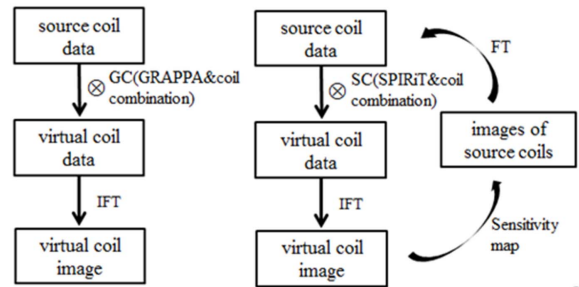 source coil
data
GC(GRAPPA&coil
combination)
virtual coil
data
IFT
virtual coil
image
source coil
data
SC(SPIRiT&coil
combination)
virtual coil
data
IFT
virtual coil
image
FT
images of
source coils
Sensitivity
map